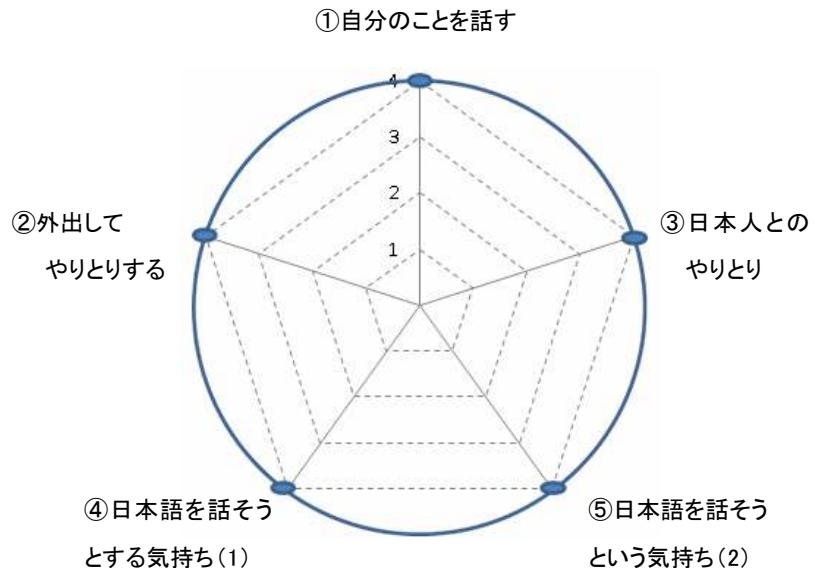 ①自分のことを話す
4
3
2
1
②外出して
やりとりする
③日本人との
やりとり
④日本語を話そう
とする気持ち(1)
⑤日本語を話そう
という気持ち(2)